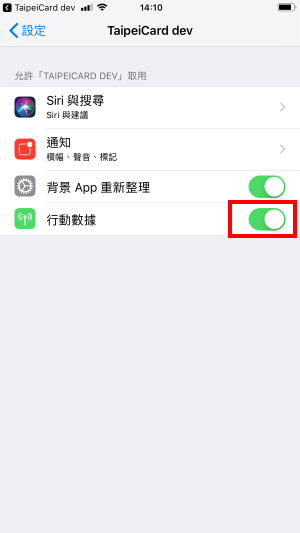 TaipeiCard dev
14:10
設定
TaipeiCard dev
允許「TAIPEICARD DEV」取用
Siri 與搜尋
Siri 與建議
通知
橫幅、聲音、標記
背景 App 重新整理
行動數據